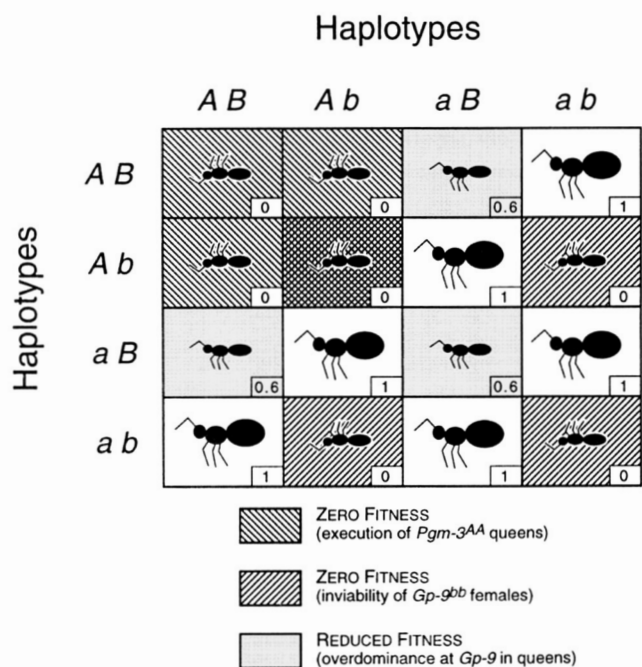 Haplotypes
A B A b a B a b
A B 0 0 0.6 1
A b 0 0 1 0
a B 0.6 1 0.6 1
a b 1 0 1 0
Haplotypes
ZERO FITNESS
(execution of Pgm-3AA queens)
ZERO FITNESS
(inviability of Gp-9bb females)
REDUCED FITNESS
(overdominance at Gp-9 in queens)